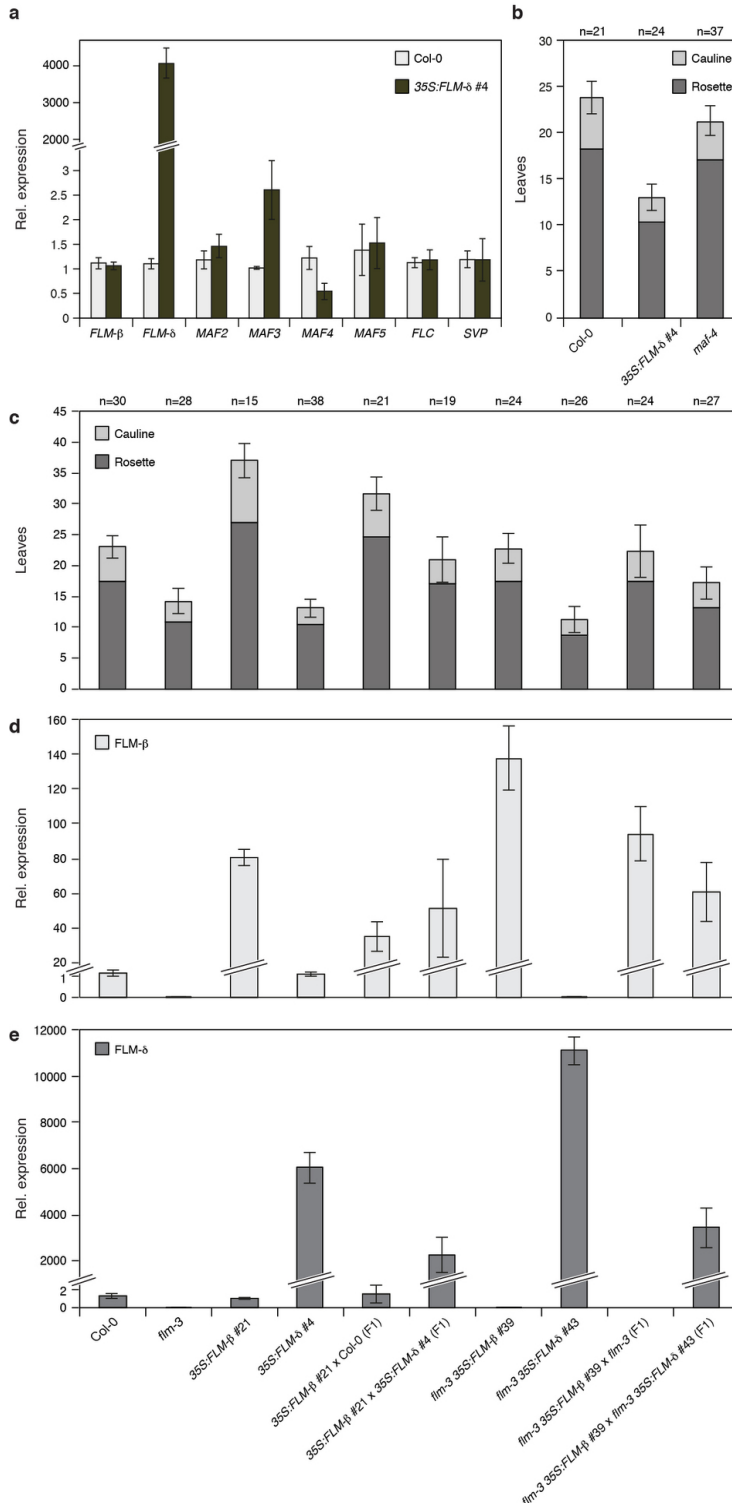 a
Rel. expression
4000
3000
2000
3
2.5
2
1.5
1
0.5
0
Col-0
35S:FLM-δ #4
FLM-β
FLM-δ
MAF2
MAF3
MAF4
MAF5
FLC
SVP
b
n=21
n=24
n=37
Leaves
30
25
20
15
10
5
0
Cauline
Rosette
Col-0
35S:FLM-δ #4
maf-4
c
n=30
n=28
n=15
n=38
n=21
n=19
n=24
n=26
n=24
n=27
Leaves
45
40
35
30
25
20
15
10
5
0
Cauline
Rosette
d
Rel. expression
160
140
120
100
80
60
40
20
1
0
FLM-β
e
Rel. expression
12000
10000
8000
6000
4000
2000
2
0
FLM-δ
Col-0
flm-3
35S:FLM-β #21
35S:FLM-δ #4
35S:FLM-β #21 x Col-0 (F1)
35S:FLM-β #21 x 35S:FLM-δ #4 (F1)
flm-3 35S:FLM-β #39
flm-3 35S:FLM-δ #43
flm-3 35S:FLM-β #39 x flm-3 (F1)
flm-3 35S:FLM-β #39 x flm-3 35S:FLM-δ #43 (F1)